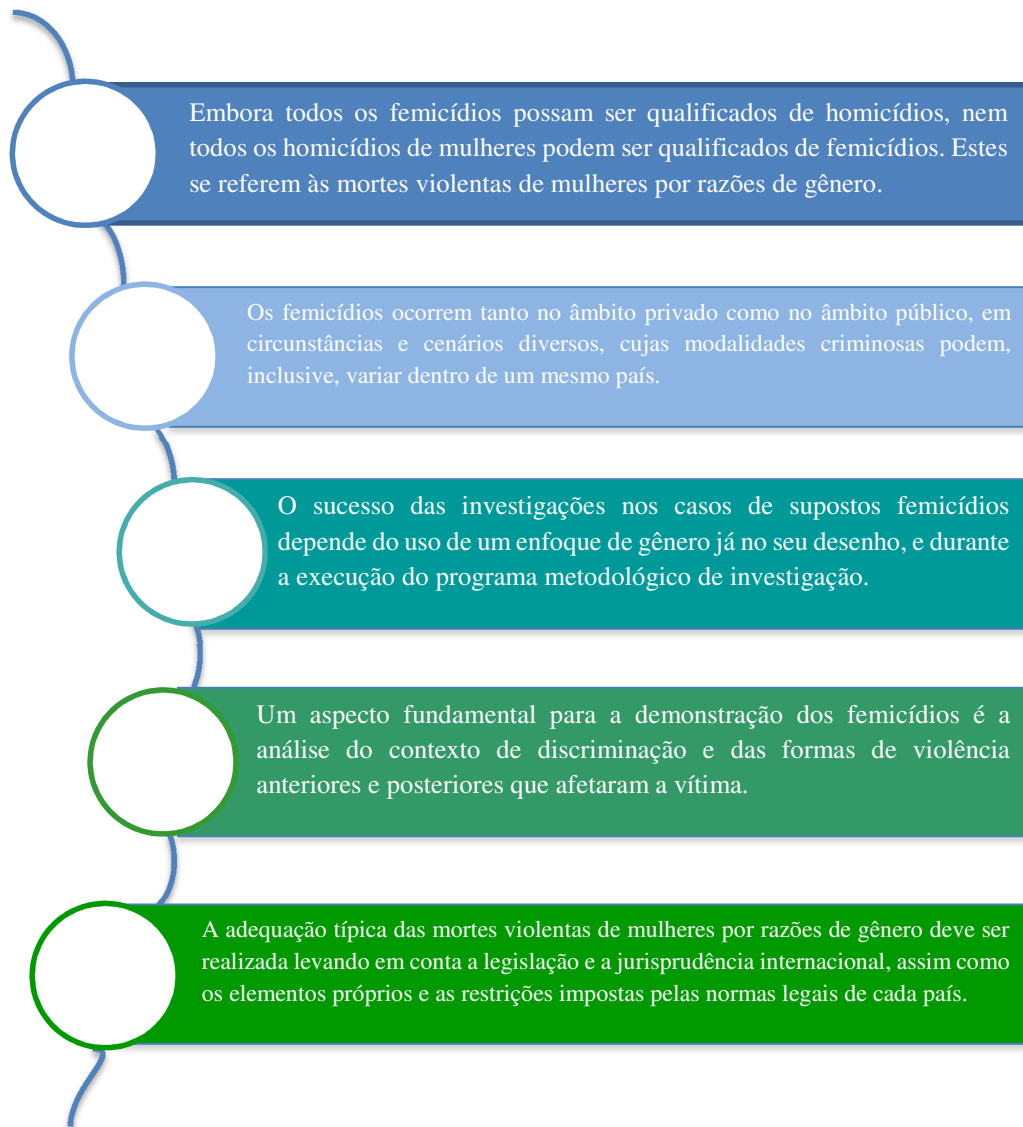 Embora todos os femicídios possam ser qualificados de homicídios, nem
todos os homicídios de mulheres podem ser qualificados de femicídios. Estes
se referem às mortes violentas de mulheres por razões de gênero.
Os femicídios ocorrem tanto no âmbito privado como no âmbito público, em
circunstâncias e cenários diversos, cujas modalidades criminosas podem,
inclusive, variar dentro de um mesmo país.
O sucesso das investigações nos casos de supostos femicídios
depende do uso de um enfoque de gênero já no seu desenho, e durante
a execução do programa metodológico de investigação.
Um aspecto fundamental para a demonstração dos femicídios é a
análise do contexto de discriminação e das formas de violência
anteriores e posteriores que afetaram a vítima.
A adequação típica das mortes violentas de mulheres por razões de gênero deve ser
realizada levando em conta a legislação e a jurisprudência internacional, assim como
os elementos próprios e as restrições impostas pelas normas legais de cada país.